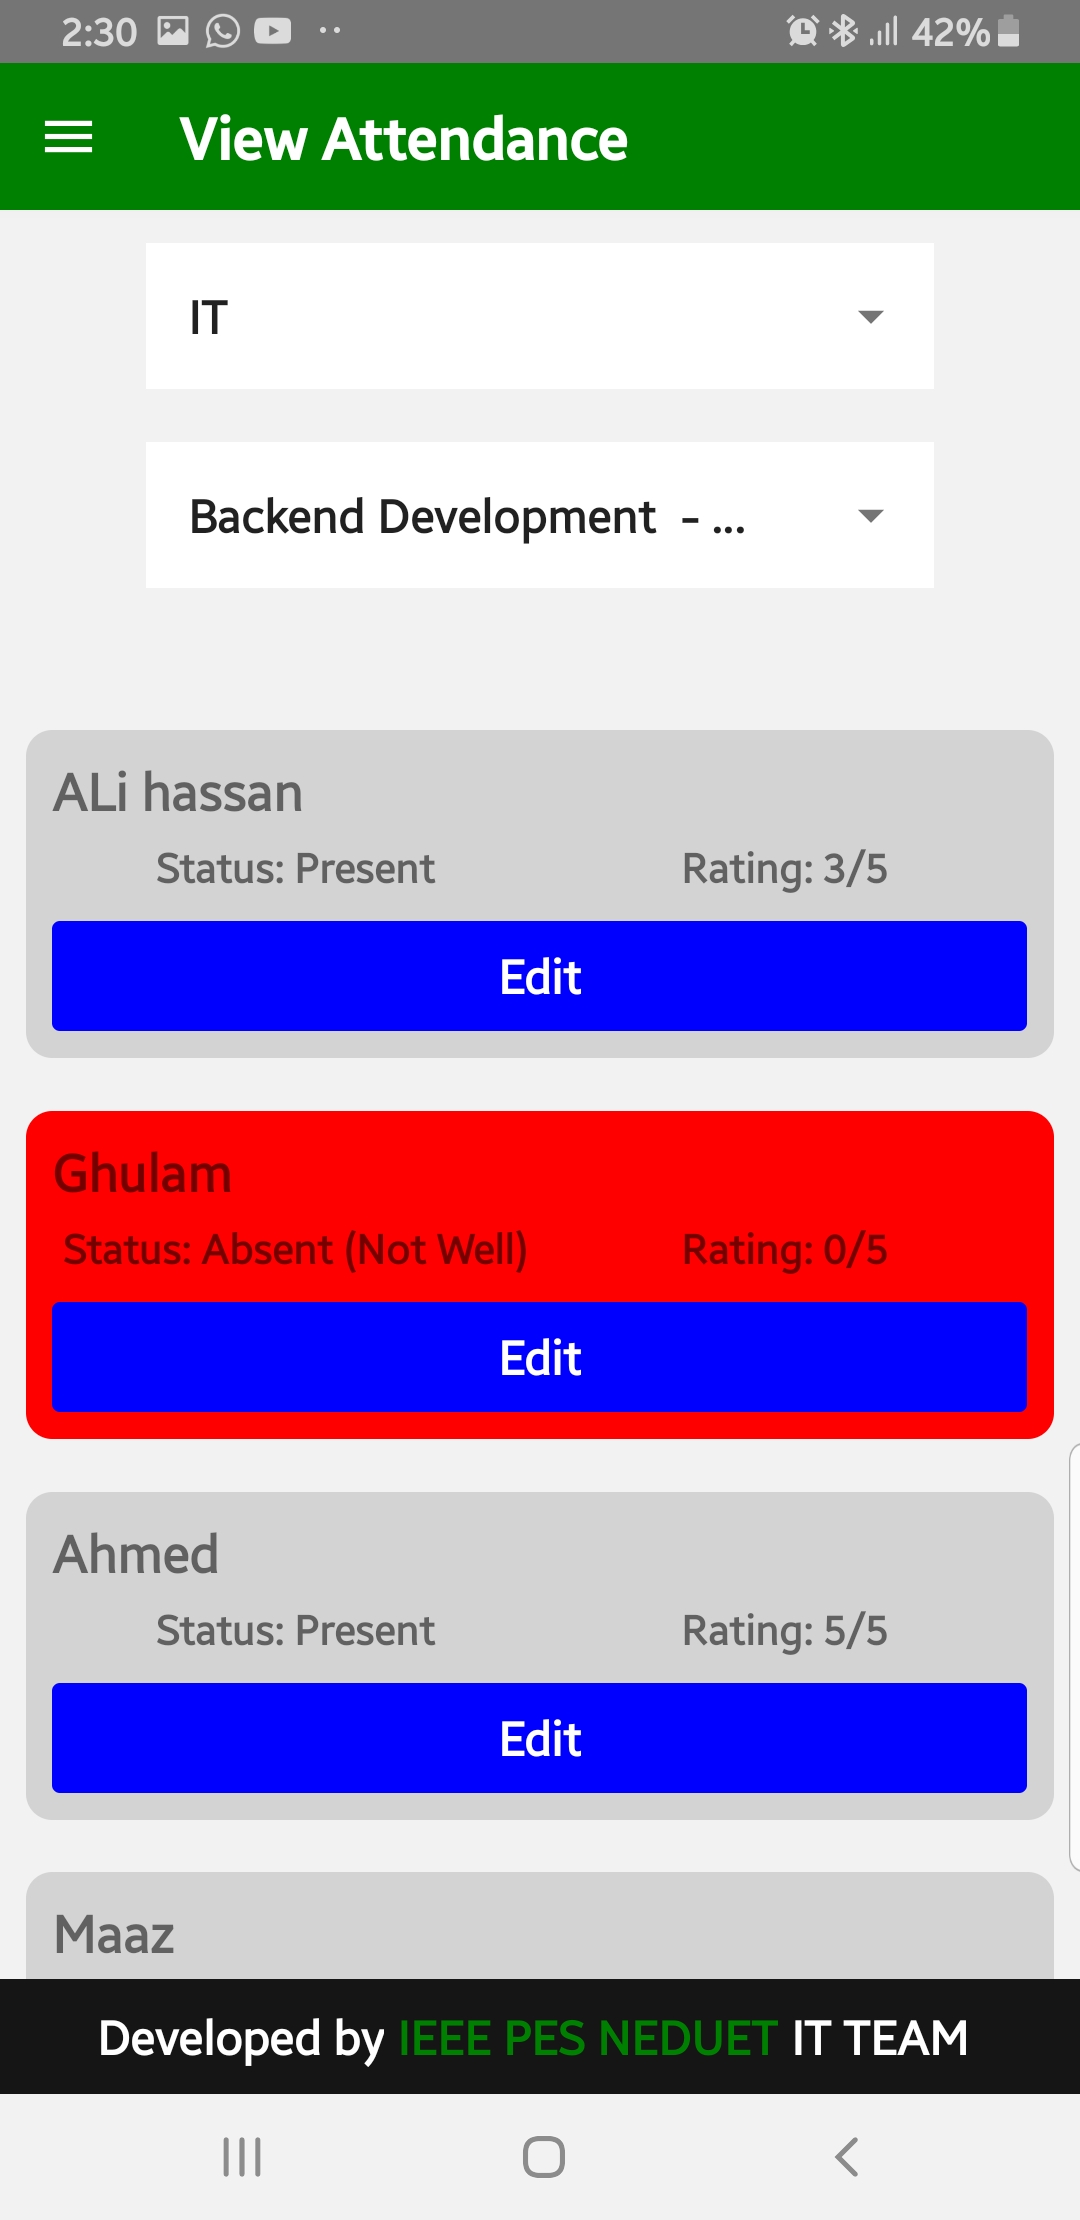 2:30 42%
View Attendance
IT
Backend Development - ...
ALi hassan
Status: Present Rating: 3/5
Edit
Ghulam
Status: Absent (Not Well) Rating: 0/5
Edit
Ahmed
Status: Present Rating: 5/5
Edit
Maaz
Developed by IEEE PES NEDUET IT TEAM